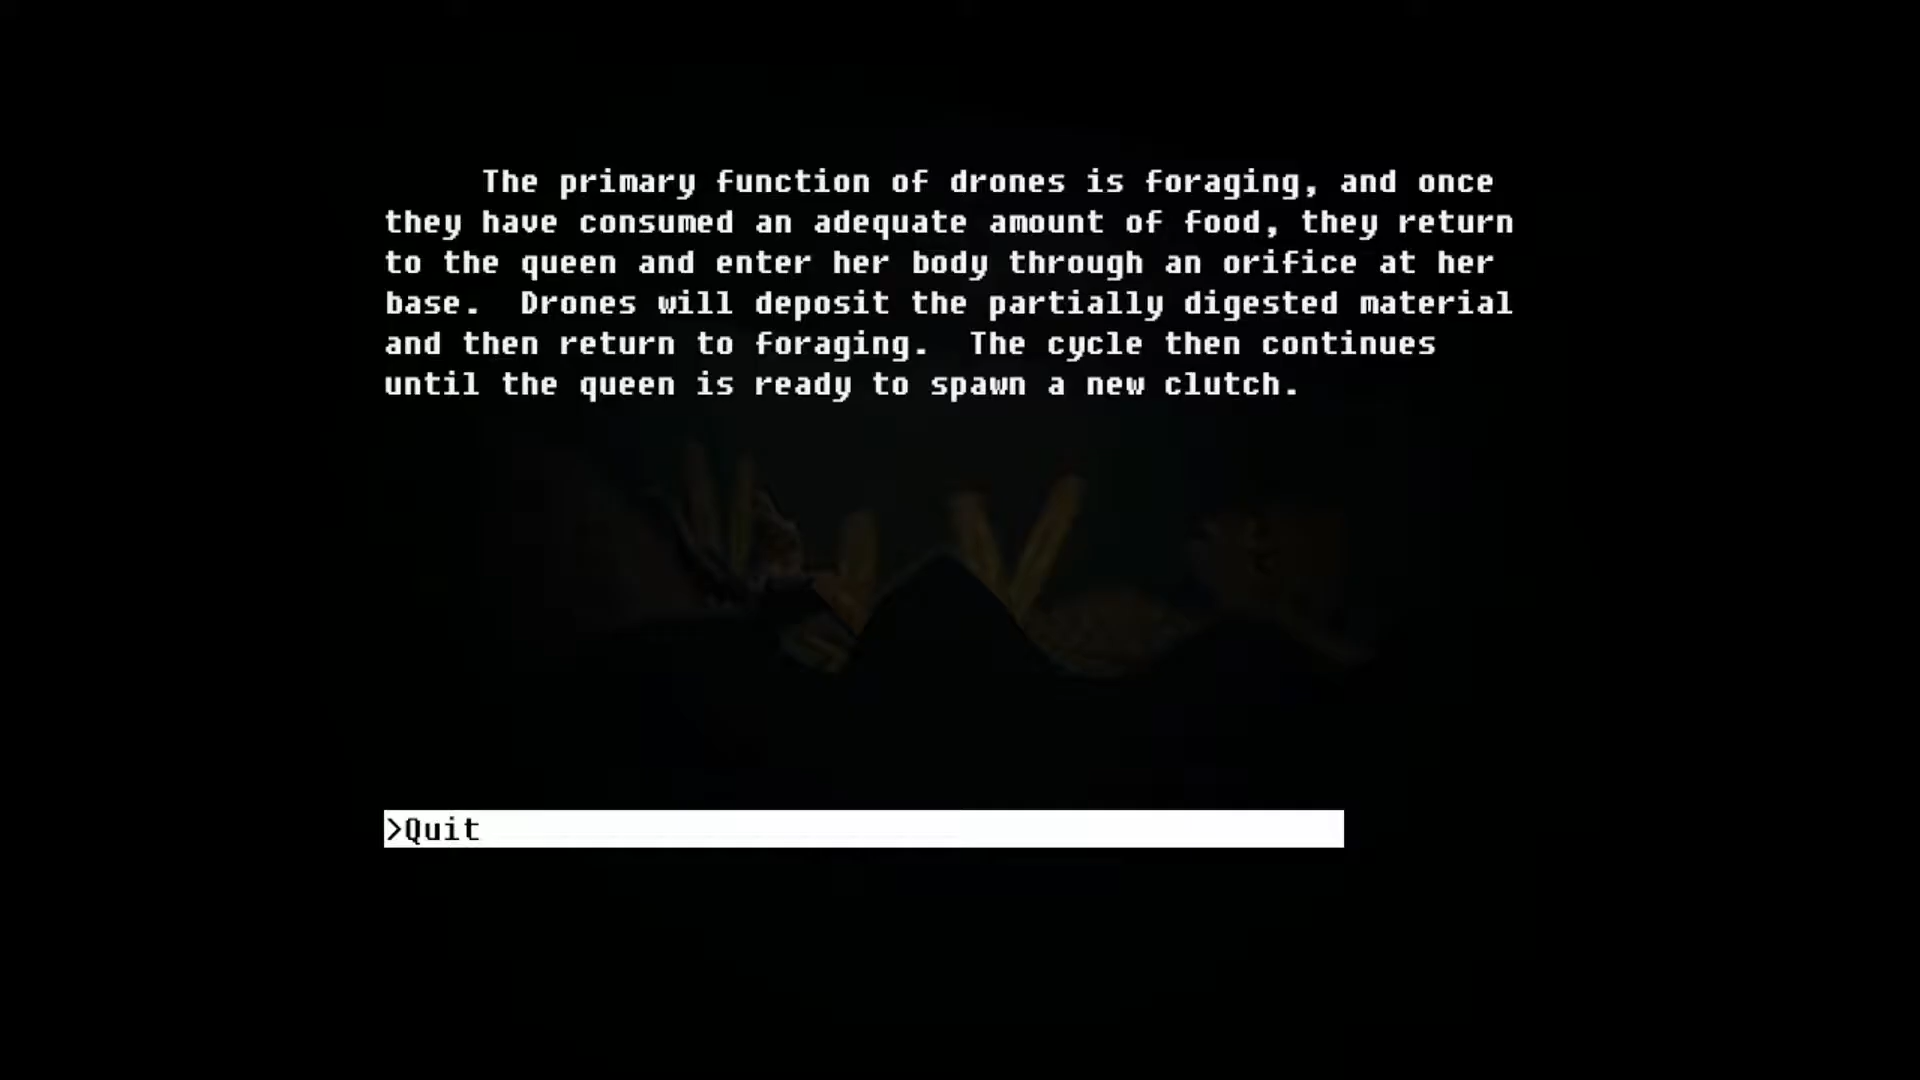 The primary function of drones is foraging, and once
they have consumed an adequate amount of food, they return
to the queen and enter her body through an orifice at her
base.  Drones will deposit the partially digested material
and then return to foraging.  The cycle then continues
until the queen is ready to spawn a new clutch.
>Quit